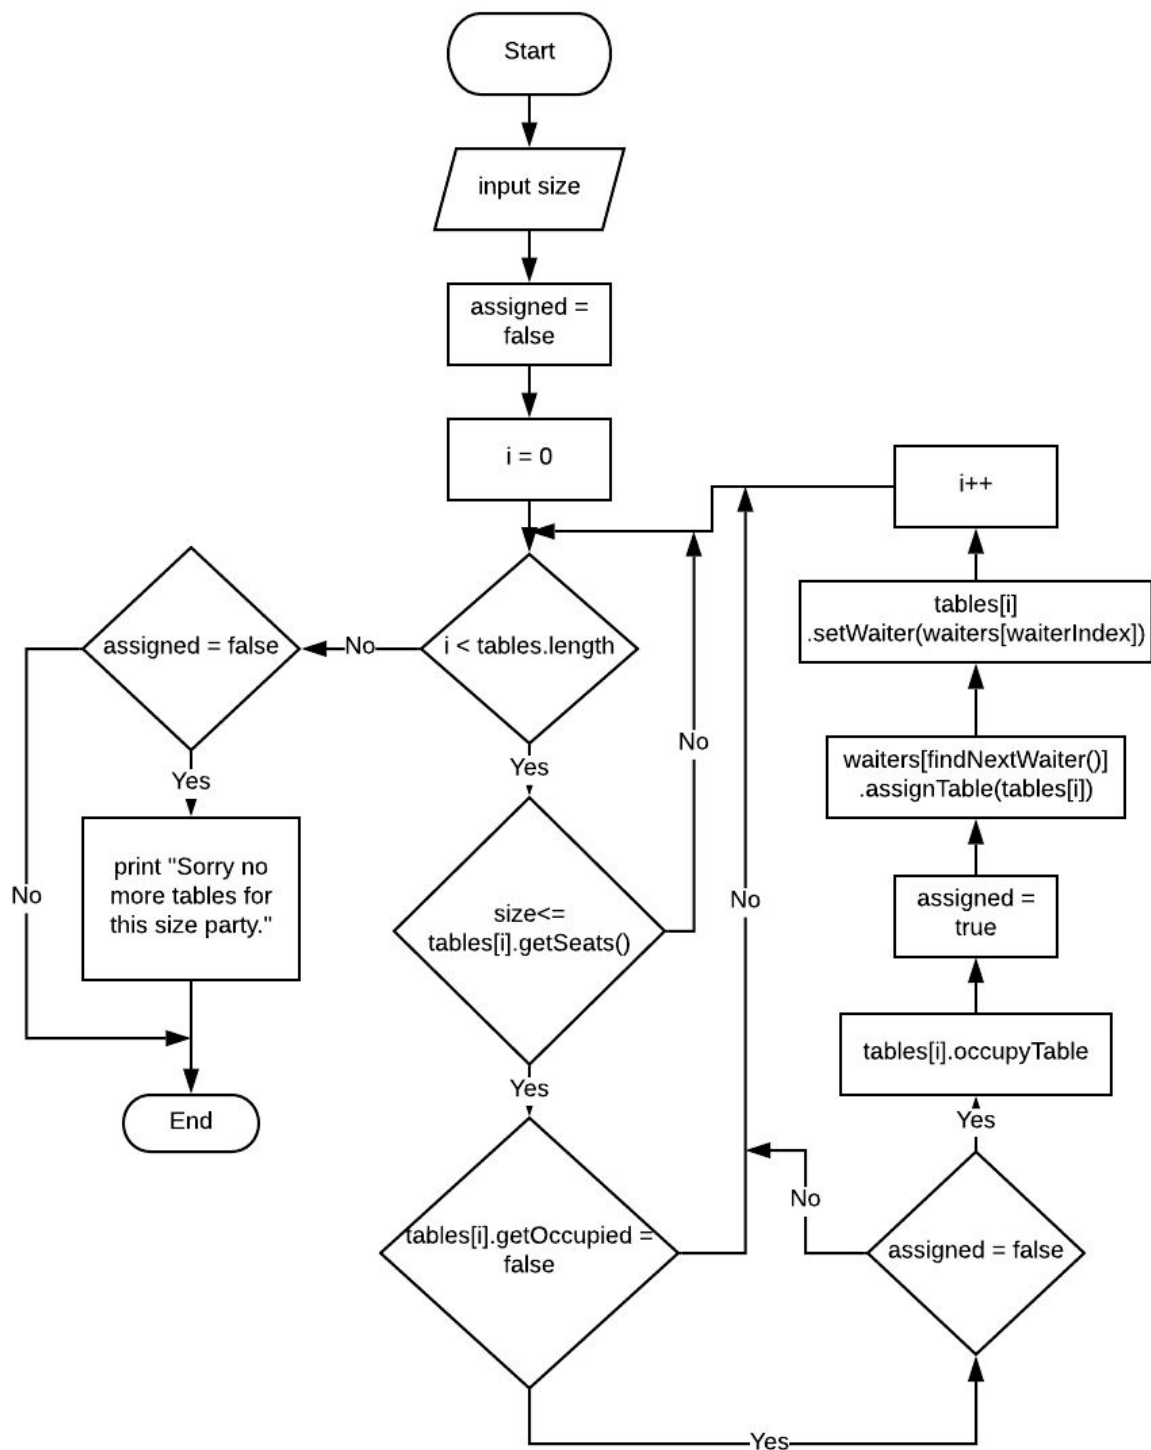 Start
input size
assigned =
false
i = 0
i++
assigned = false
No
i < tables.length
tables[i]
.setWaiter(waiters[waiterIndex])
No
Yes
Yes
waiters[findNextWaiter()]
.assignTable(tables[i])
print "Sorry no
more tables for
this size party."
No
size<=
tables[i].getSeats()
No
assigned =
true
Yes
tables[i].occupyTable
End
Yes
No
tables[i].getOccupied =
false
assigned = false
Yes